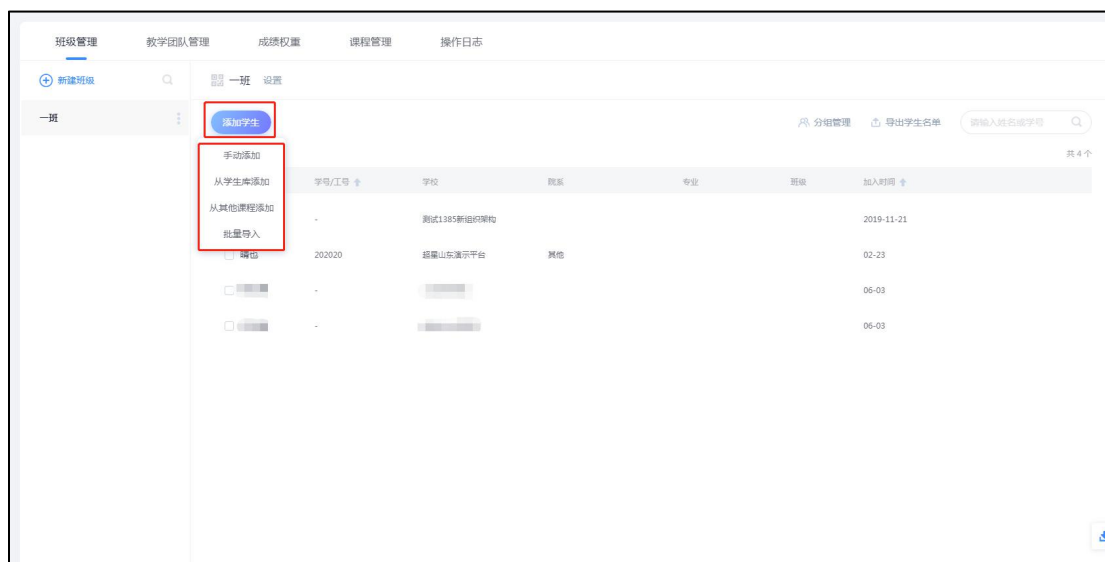 班级管理 教学团队管理 成绩权重 课程管理 操作日志
新建班级 一班 设置
一班 添加学生 分组管理 导出学生名单 请输入姓名或学号
共 4 个
手动添加
从学生库添加 学号/工号 学校 院系 专业 班级 加入时间
从其他课程添加
- 测试1385新组织架构 2019-11-21
批量导入
晴也 202020 超星山东演示平台 其他 02-23
- 06-03
- 06-03